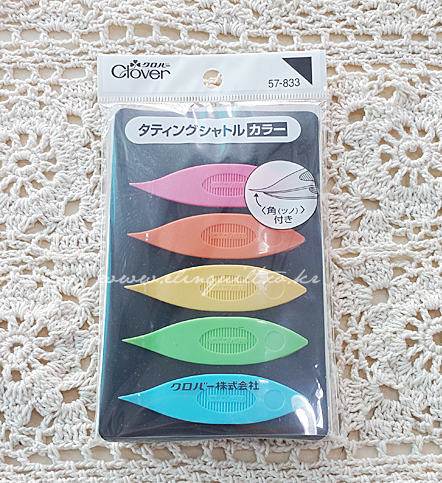 クロバー
Clover
57-833
タティングシャトル カラー
〈角(ツノ)〉
付き
クロバー株式会社